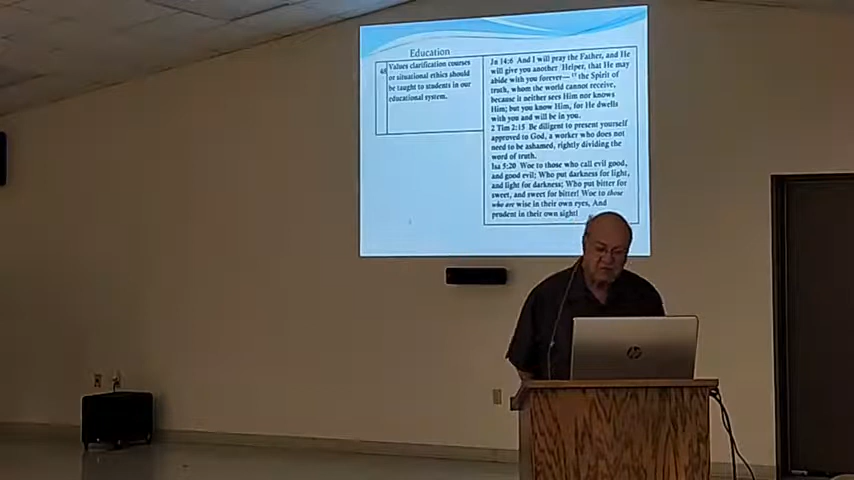 Education
48 Values clarification courses
or situational ethics should
be taught to students in our
educational system.
Jn 14:6 And I will pray the Father, and He
will give you another Helper, that He may
abide with you forever— 17 the Spirit of
truth, whom the world cannot receive,
because it neither sees Him nor knows
Him; but you know Him, for He dwells
with you and will be in you.
2 Tim 2:15 Be diligent to present yourself
approved to God, a worker who does not
need to be ashamed, rightly dividing the
word of truth.
Isa 5:20 Woe to those who call evil good,
and good evil; Who put darkness for light,
and light for darkness; Who put bitter for
sweet, and sweet for bitter! Woe to those
who are wise in their own eyes, And
prudent in their own sight!
hp